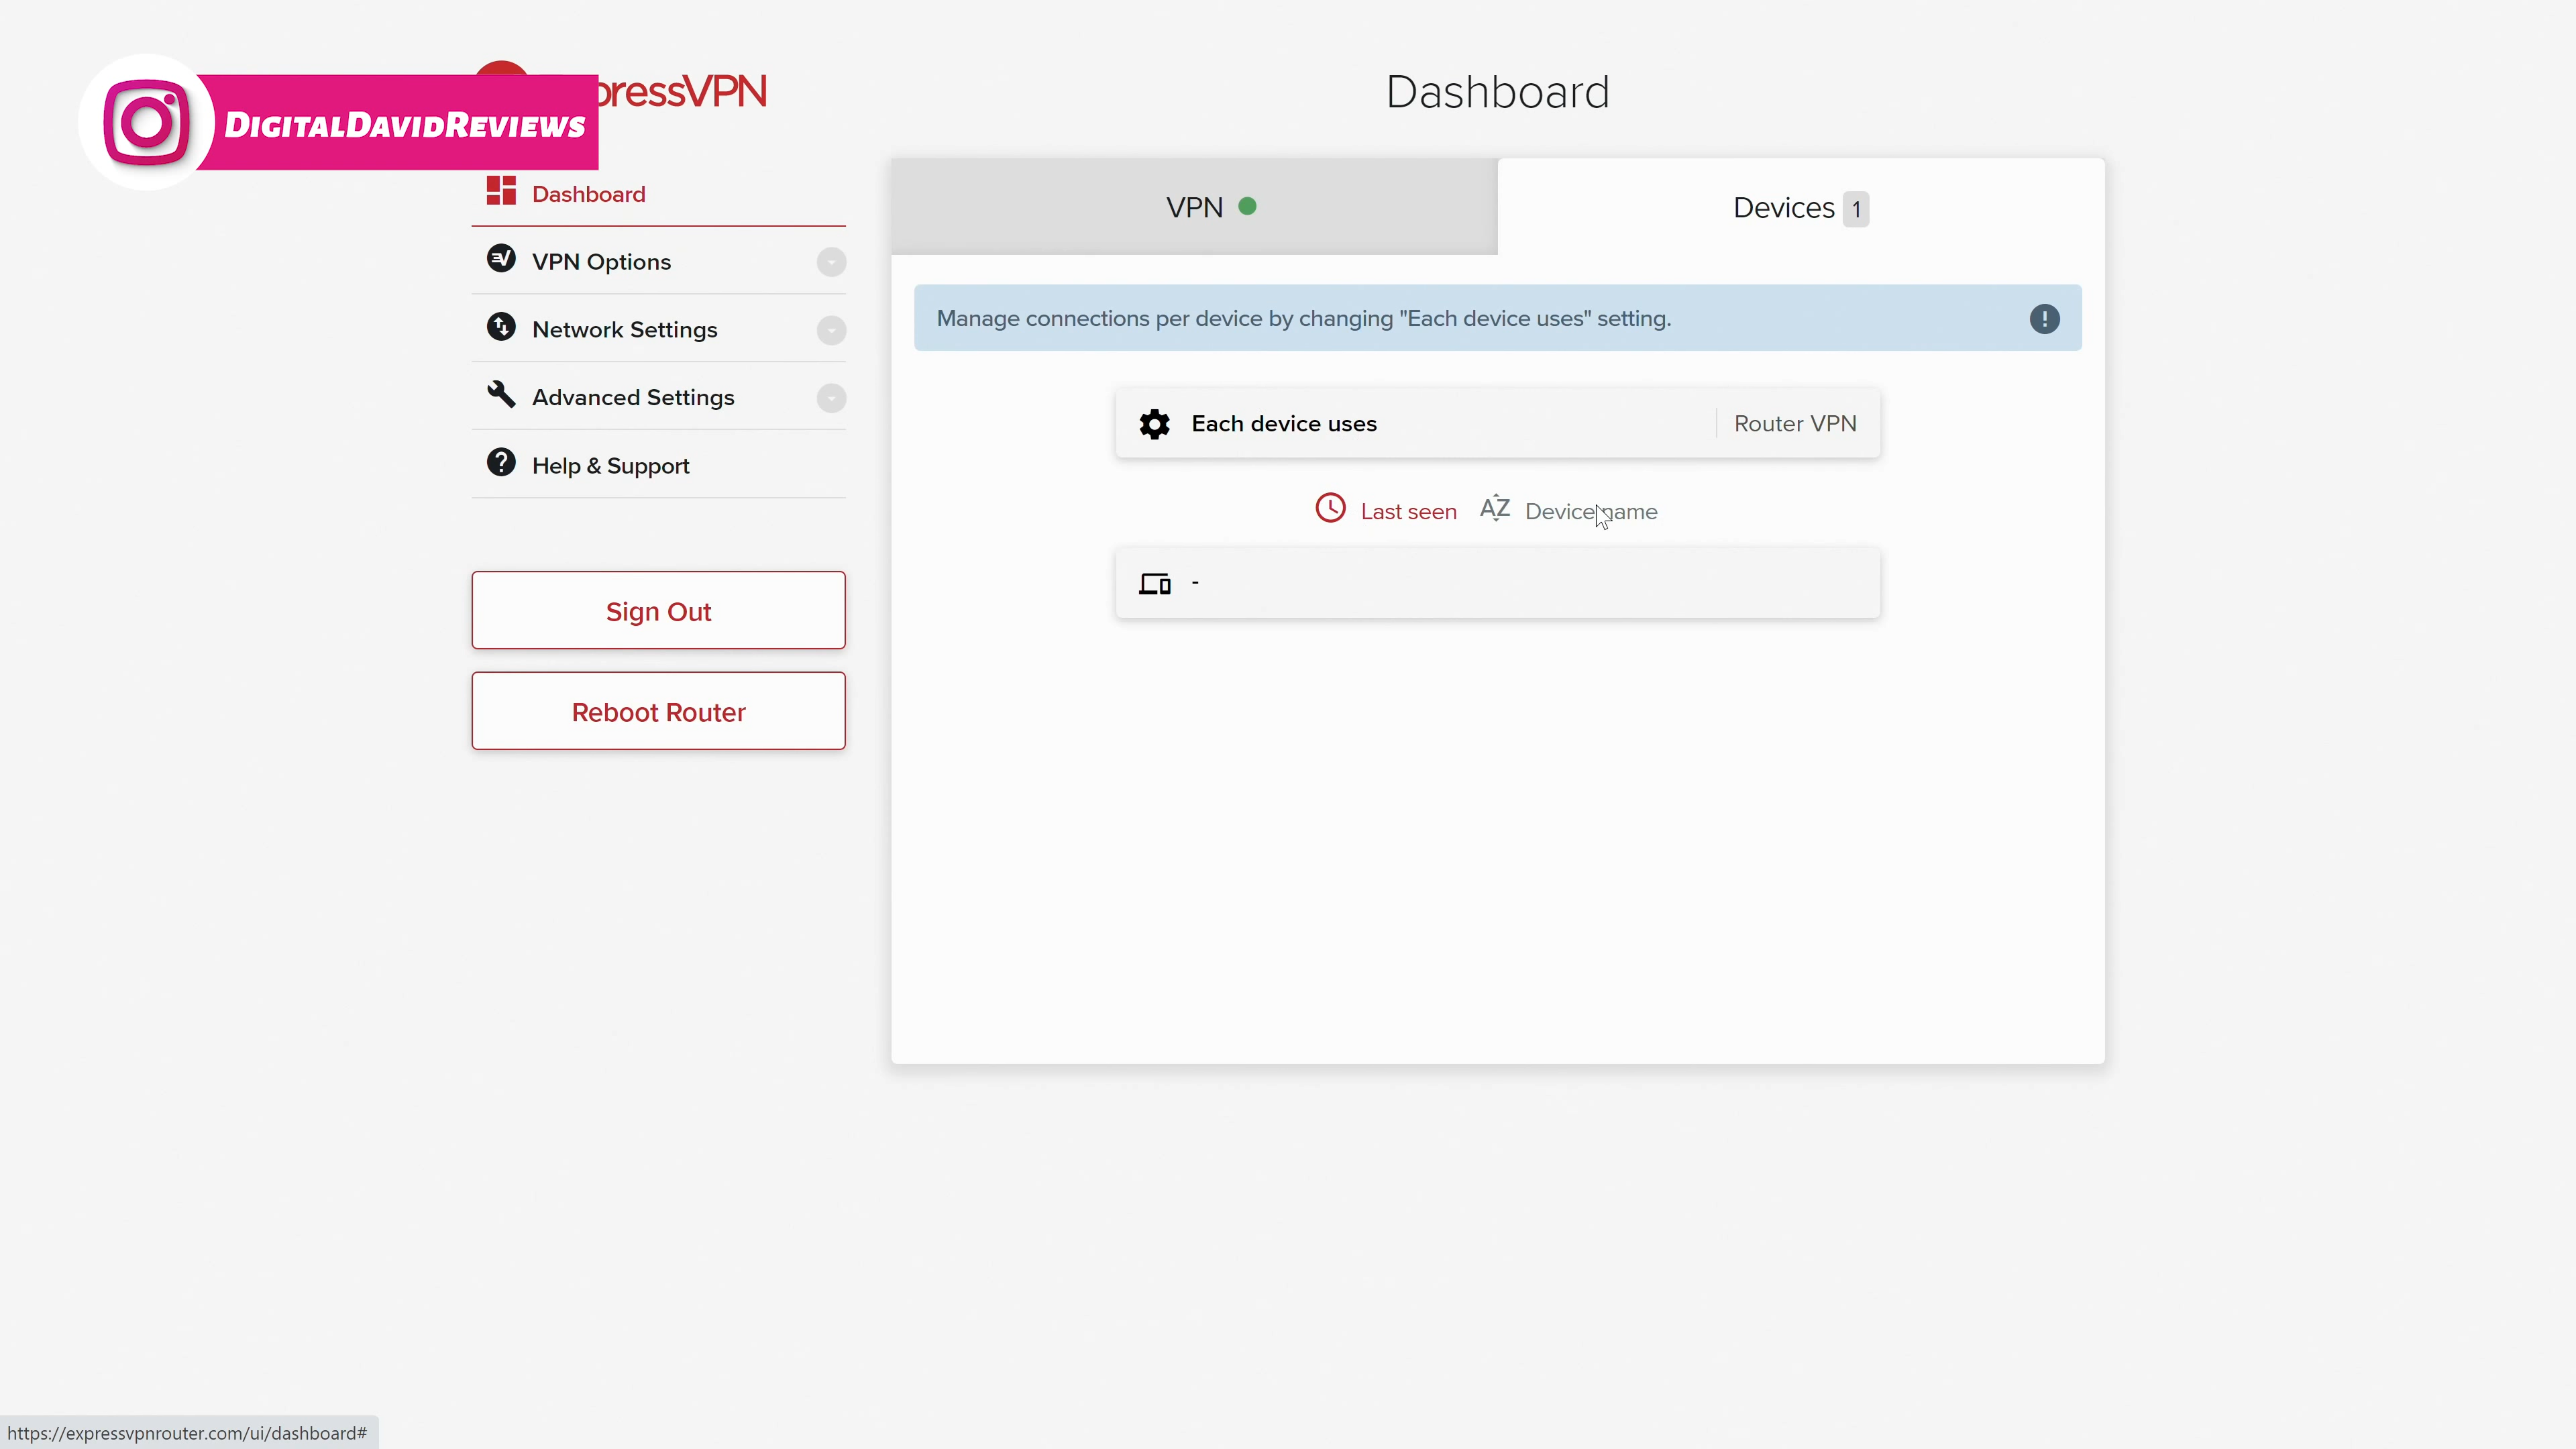 DigitalDavidReviews
pressVPN
Dashboard
Dashboard
VPN Options
Network Settings
Advanced Settings
Help & Support
Sign Out
Reboot Router
VPN
Devices 1
Manage connections per device by changing "Each device uses" setting.
Each device uses
Router VPN
Last seen
AZ Device name
-
https://expressvpnrouter.com/ui/dashboard#